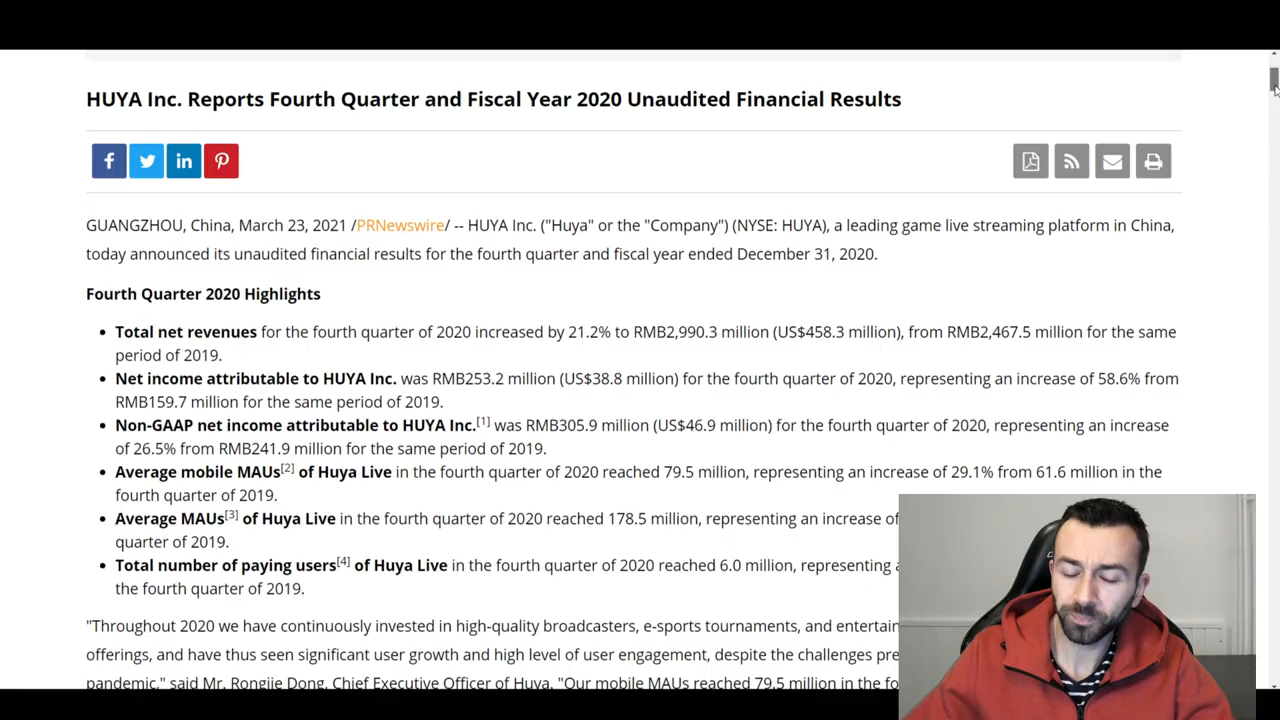 HUYA Inc. Reports Fourth Quarter and Fiscal Year 2020 Unaudited Financial Results
GUANGZHOU, China, March 23, 2021 /PRNewswire/ -- HUYA Inc. ("Huya" or the "Company") (NYSE: HUYA), a leading game live streaming platform in China,
today announced its unaudited financial results for the fourth quarter and fiscal year ended December 31, 2020.
Fourth Quarter 2020 Highlights
• Total net revenues for the fourth quarter of 2020 increased by 21.2% to RMB2,990.3 million (US$458.3 million), from RMB2,467.5 million for the same
period of 2019.
• Net income attributable to HUYA Inc. was RMB253.2 million (US$38.8 million) for the fourth quarter of 2020, representing an increase of 58.6% from
RMB159.7 million for the same period of 2019.
• Non-GAAP net income attributable to HUYA Inc.[1] was RMB305.9 million (US$46.9 million) for the fourth quarter of 2020, representing an increase
of 26.5% from RMB241.9 million for the same period of 2019.
• Average mobile MAUs[2] of Huya Live in the fourth quarter of 2020 reached 79.5 million, representing an increase of 29.1% from 61.6 million in the
fourth quarter of 2019.
• Average MAUs[3] of Huya Live in the fourth quarter of 2020 reached 178.5 million, representing an increase of
quarter of 2019.
• Total number of paying users[4] of Huya Live in the fourth quarter of 2020 reached 6.0 million, representing
the fourth quarter of 2019.
"Throughout 2020 we have continuously invested in high-quality broadcasters, e-sports tournaments, and
offerings, and have thus seen significant user growth and high level of user engagement, despite the challenges
pandemic," said Mr. Rongjie Dong, Chief Executive Officer of Huya. "Our mobile MAUs reached 79.5 million in the